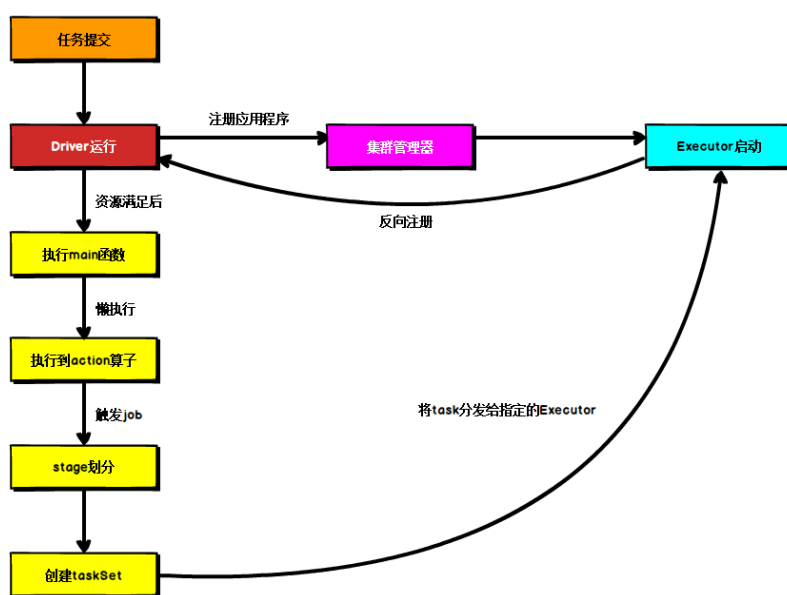 任务提交
注册应用程序
Driver运行
集群管理器
Executor启动
资源满足后
反向注册
执行main函数
懒执行
执行到action算子
将task分发给指定的Executor
触发job
stage划分
创建taskSet